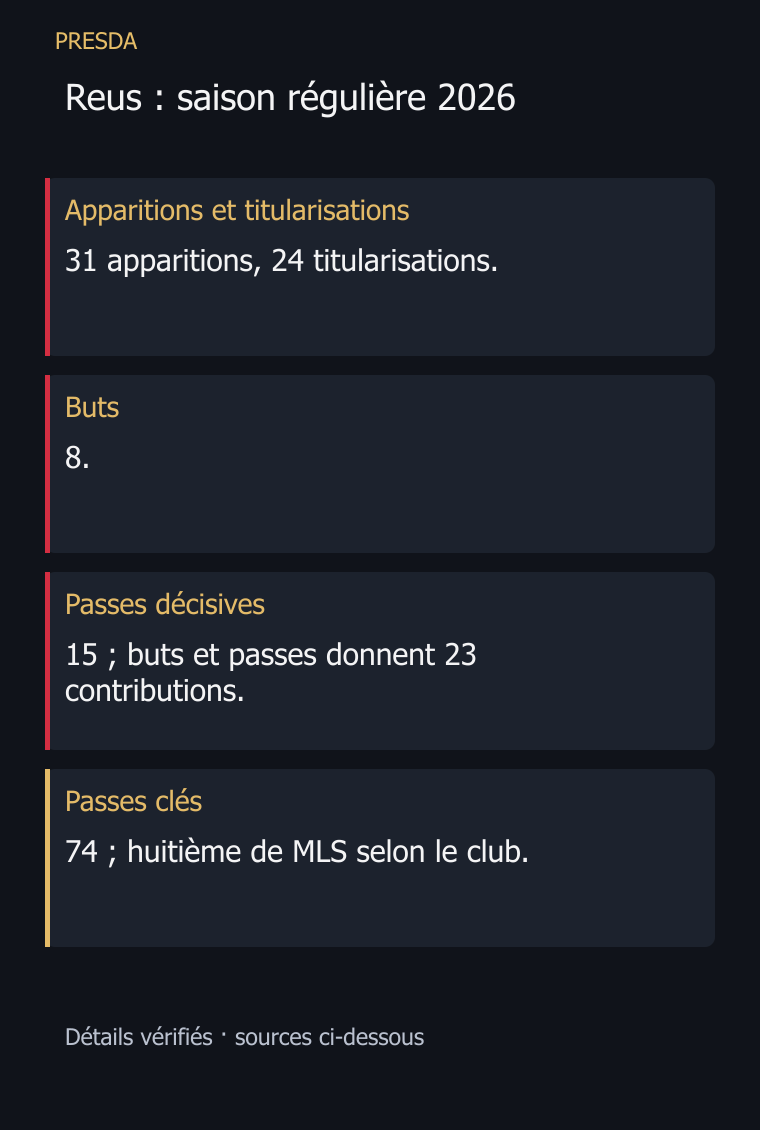 PRESDA
Reus : saison régulière 2026
Apparitions et titularisations
31 apparitions, 24 titularisations.
Buts
8.
Passes décisives
15 ; buts et passes donnent 23
contributions.
Passes clés
74 ; huitième de MLS selon le club.
Détails vérifiés · sources ci-dessous